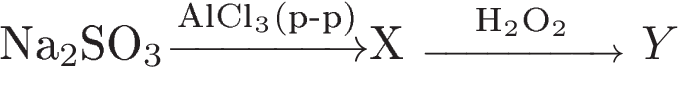 Na₂SO₃ —AlCl₃(p-p)→ X —H₂O₂→ Y